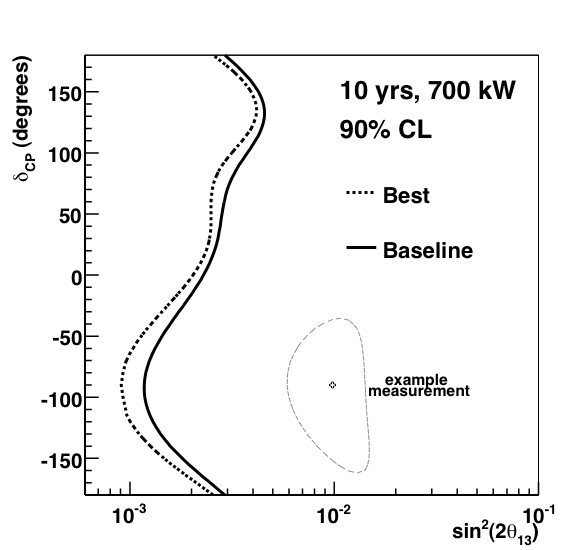 10 yrs, 700 kW
90% CL
Best
Baseline
example
measurement
δCP (degrees)
150
100
50
0
-50
-100
-150
10-3
10-2
10-1
sin2(2θ13)